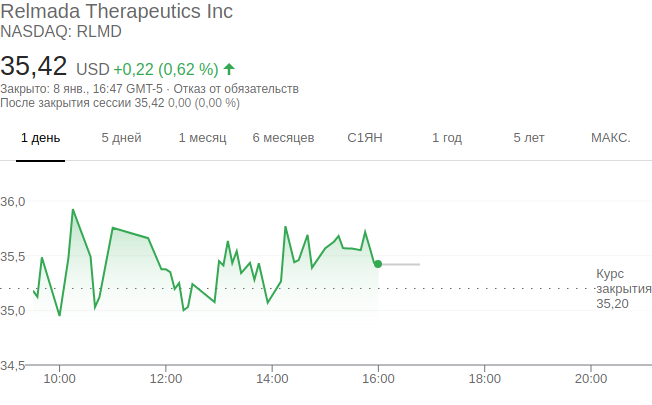 Relmada Therapeutics Inc
NASDAQ: RLMD
35,42 USD +0,22 (0,62 %)
Закрыто: 8 янв., 16:47 GMT-5 · Отказ от обязательств
После закрытия сессии 35,42 0,00 (0,00 %)
1 день 5 дней 1 месяц 6 месяцев С1ЯН 1 год 5 лет МАКС.
36,0
35,5
Курс
закрытия
35,20
35,0
34,5
10:00 12:00 14:00 16:00 18:00 20:00